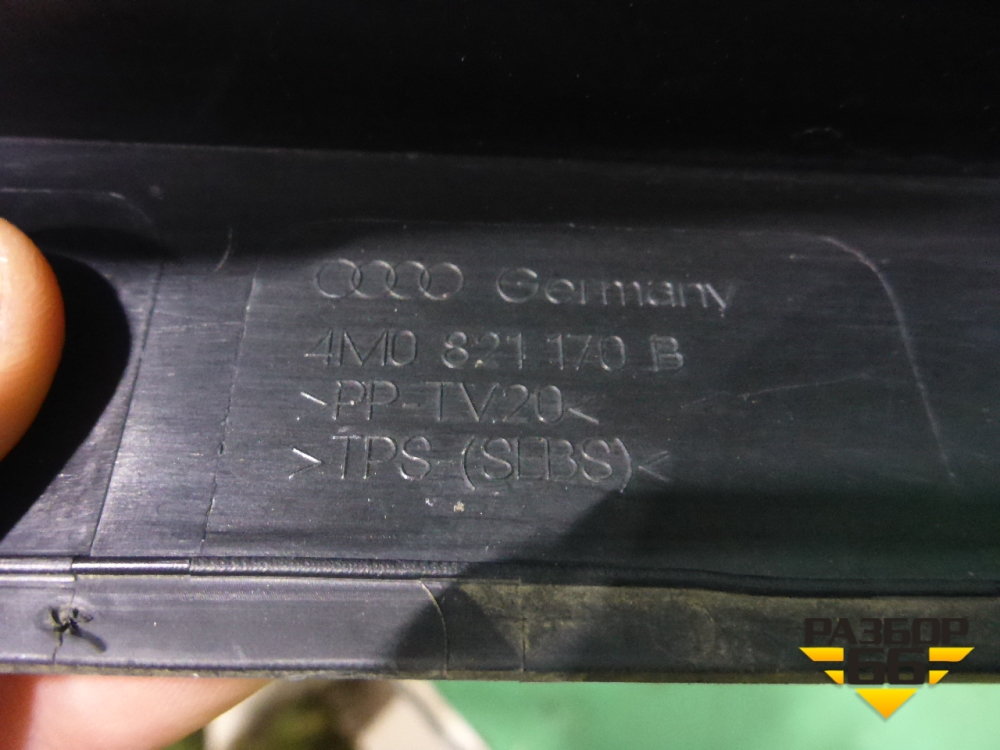 Germany
4M0 821 170 B
>PP-TV20<
>TPS-(SEBS)<
РАЗБОР
66